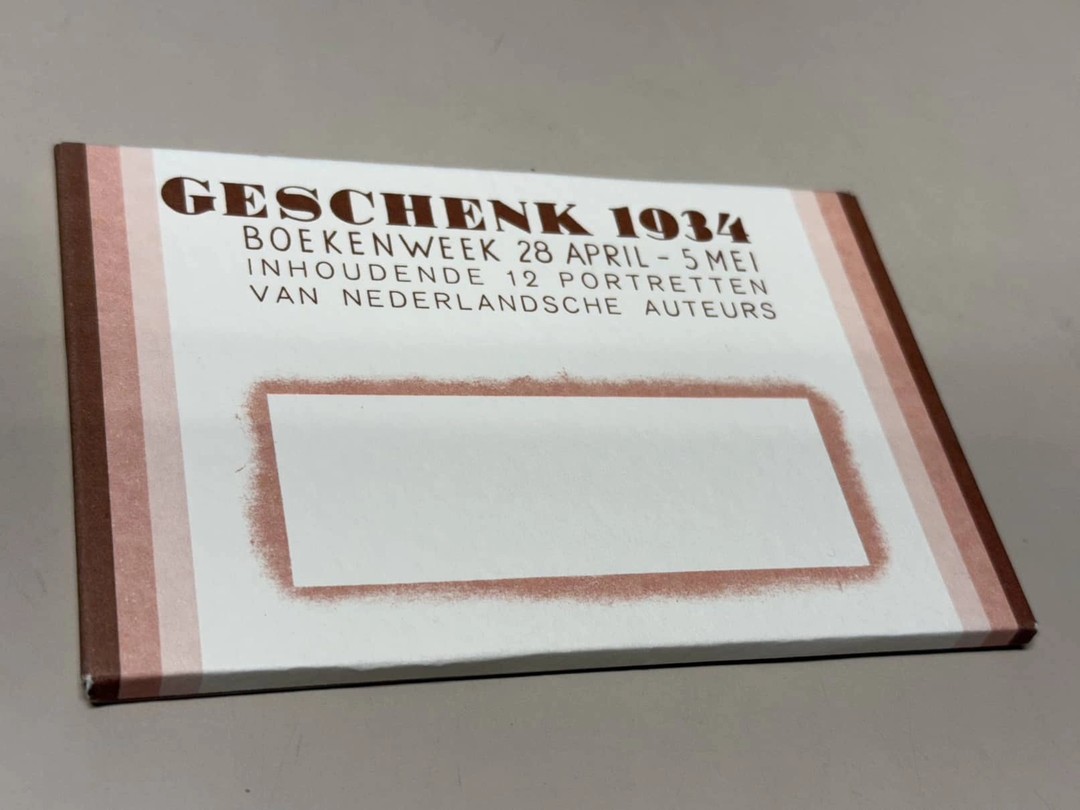 GESCHENK 1934
BOEKENWEEK 28 APRIL - 5 MEI
INHOUDENDE 12 PORTRETTEN
VAN NEDERLANDSCHE AUTEURS